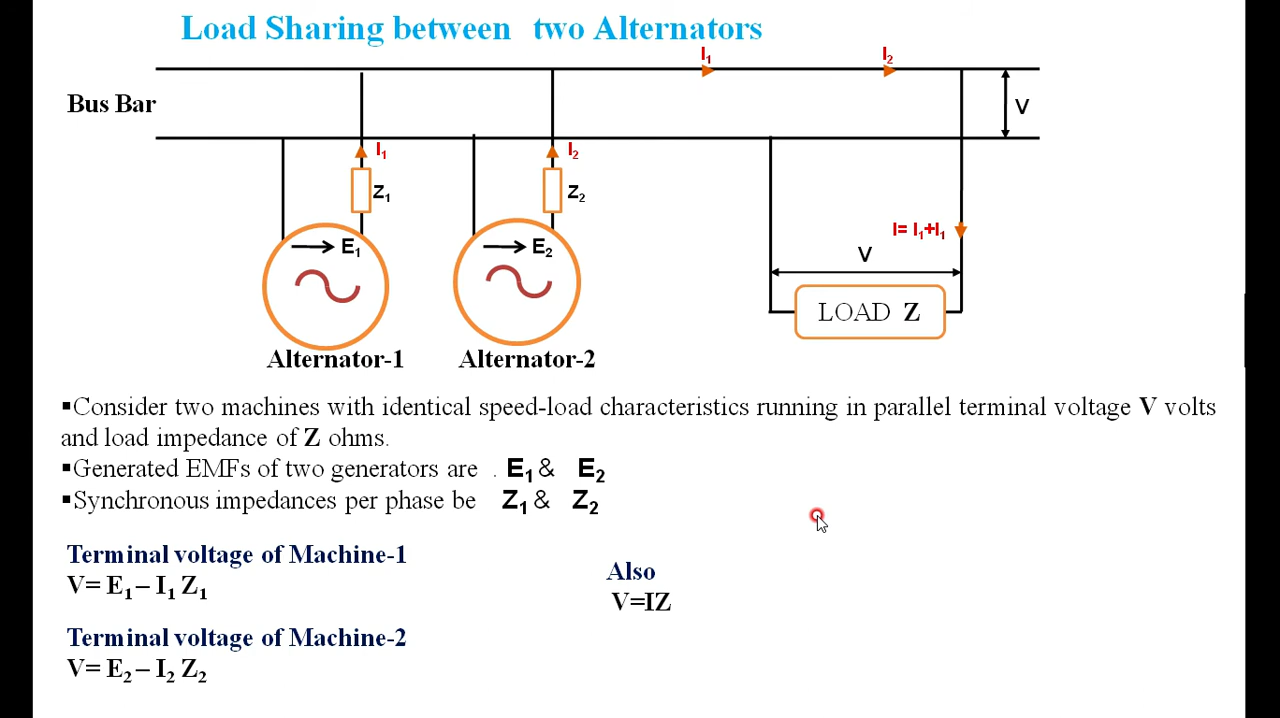 Load Sharing between two Alternators
I₁ I₂
Bus Bar
V
I₁ I₂
Z₁ Z₂
I= I₁+I₁
E₁ E₂
V
LOAD Z
Alternator-1 Alternator-2
▪Consider two machines with identical speed-load characteristics running in parallel terminal voltage V volts
and load impedance of Z ohms.
▪Generated EMFs of two generators are . E₁ & E₂
▪Synchronous impedances per phase be Z₁ & Z₂
Terminal voltage of Machine-1
V= E₁ – I₁ Z₁
Also
V=IZ
Terminal voltage of Machine-2
V= E₂ – I₂ Z₂